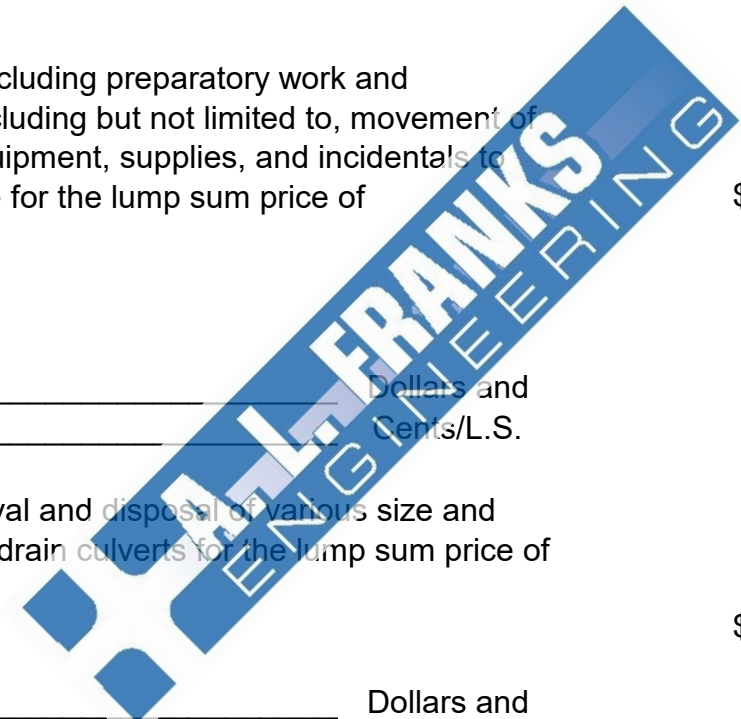 cluding preparatory work and
cluding but not limited to, movement of
uipment, supplies, and incidentals to
e for the lump sum price of
$
A.L. FRANKS
ENGINEERING
Dollars and
Cents/L.S.
val and disposal of various size and
drain culverts for the lump sum price of
$
Dollars and